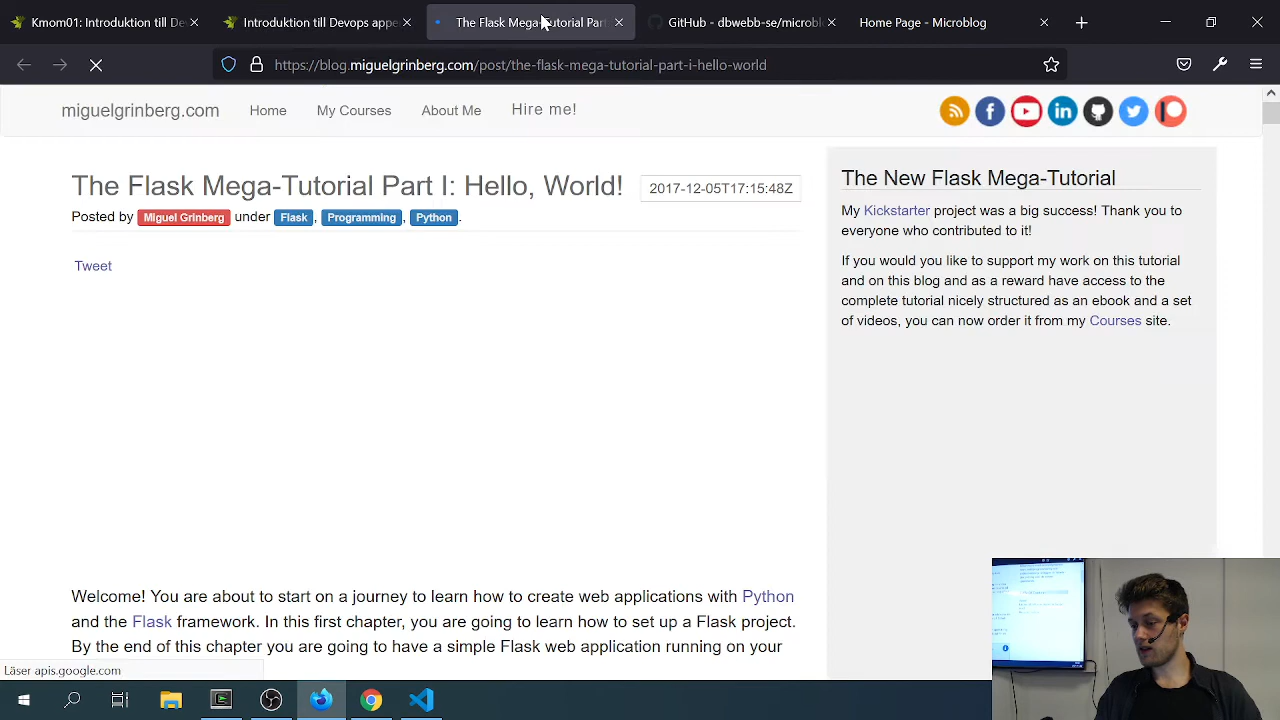 Kmom01: Introduktion till De
Introduktion till Devops appe
The Flask Mega-Tutorial Part
GitHub - dbwebb-se/microbl
Home Page - Microblog
https://blog.miguelgrinberg.com/post/the-flask-mega-tutorial-part-i-hello-world
miguelgrinberg.com
Home
My Courses
About Me
Hire me!
The Flask Mega-Tutorial Part I: Hello, World!
2017-12-05T17:15:48Z
Posted by Miguel Grinberg under Flask, Programming, Python.
Tweet
The New Flask Mega-Tutorial
My Kickstarter project was a big success! Thank you to
everyone who contributed to it!
If you would you like to support my work on this tutorial
and on this blog and as a reward have access to the
complete tutorial nicely structured as an ebook and a set
of videos, you can now order it from my Courses site.
Welcome! You are about to start on a journey to learn how to create web applications with Python
and the Flask framework. In this first chapter, you are going to learn how to set up a Flask project.
By the end of this chapter you are going to have a simple Flask web application running on your
Läser apis.google.com